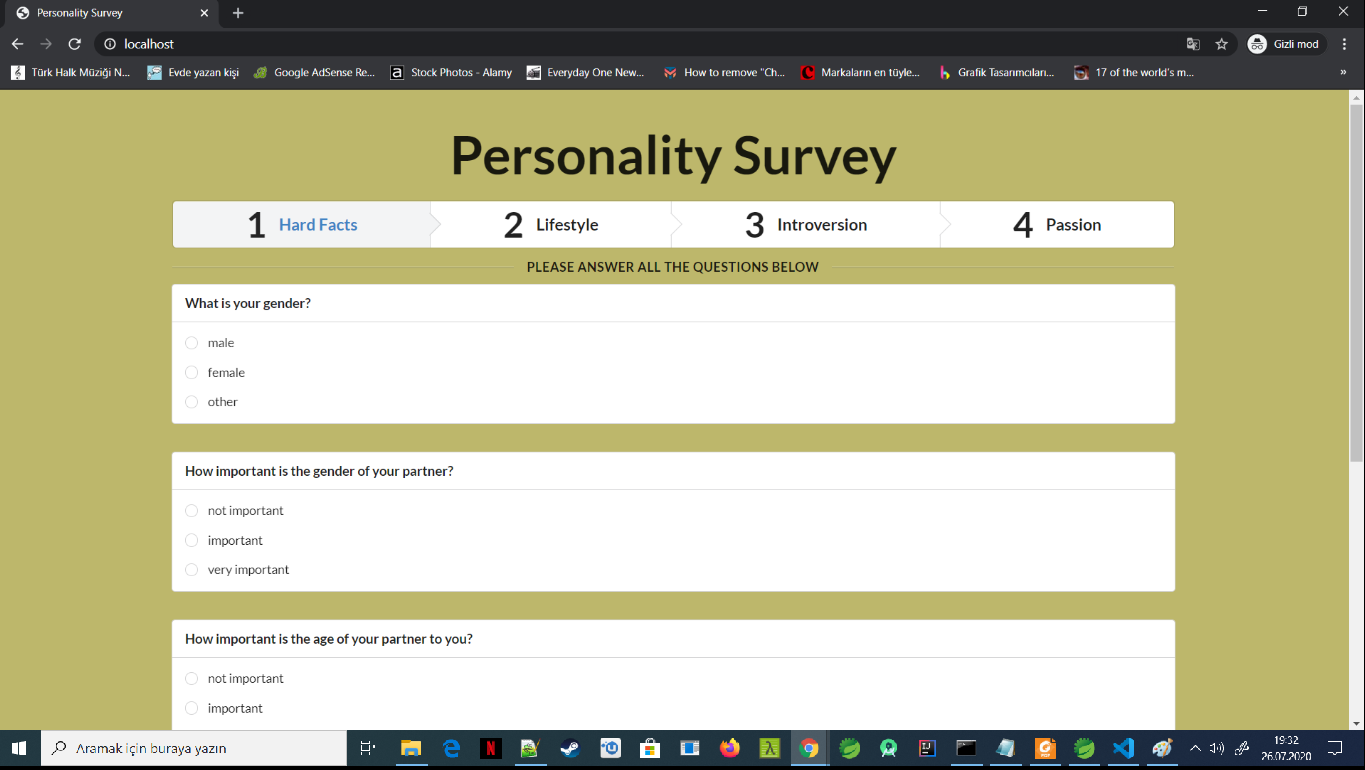 Personality Survey
localhost
Gizli mod
Türk Halk Müziği N...
Evde yazan kişi
Google AdSense Re...
a Stock Photos - Alamy
Everyday One New...
How to remove "Ch...
Markaların en tüyle...
Grafik Tasarımcıları...
17 of the world's m...
»
Personality Survey
1 Hard Facts
2 Lifestyle
3 Introversion
4 Passion
PLEASE ANSWER ALL THE QUESTIONS BELOW
What is your gender?
male
female
other
How important is the gender of your partner?
not important
important
very important
How important is the age of your partner to you?
not important
important
Aramak için buraya yazın
19:32
26.07.2020